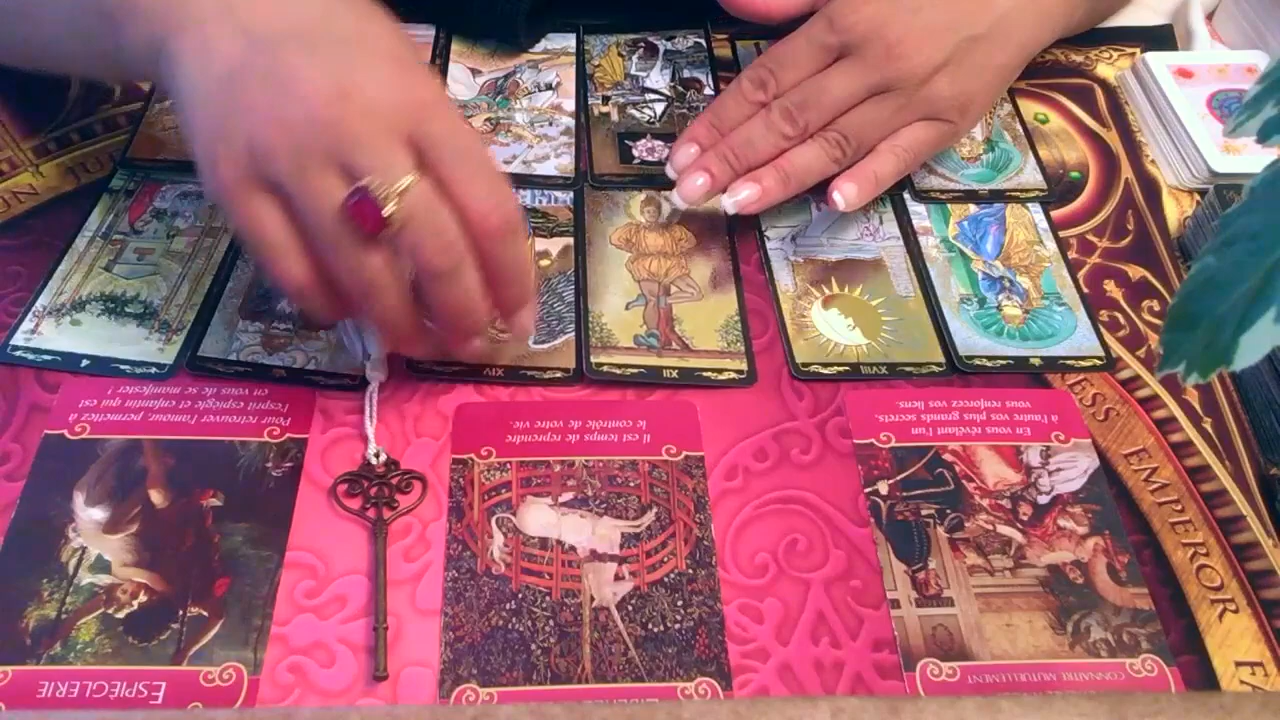 V
XIV
XII
XVIII
Pour retrouver l'amour, permettez à
l'esprit espiègle et enfantin qui est
en vous de se manifester !
ESPIÈGLERIE
Il est temps de reprendre
le contrôle de votre vie.
En vous révélant l'un
à l'autre vos plus grands secrets,
vous renforcez vos liens.
CONNAÎTRE MUTUELLEMENT
EMPEROR